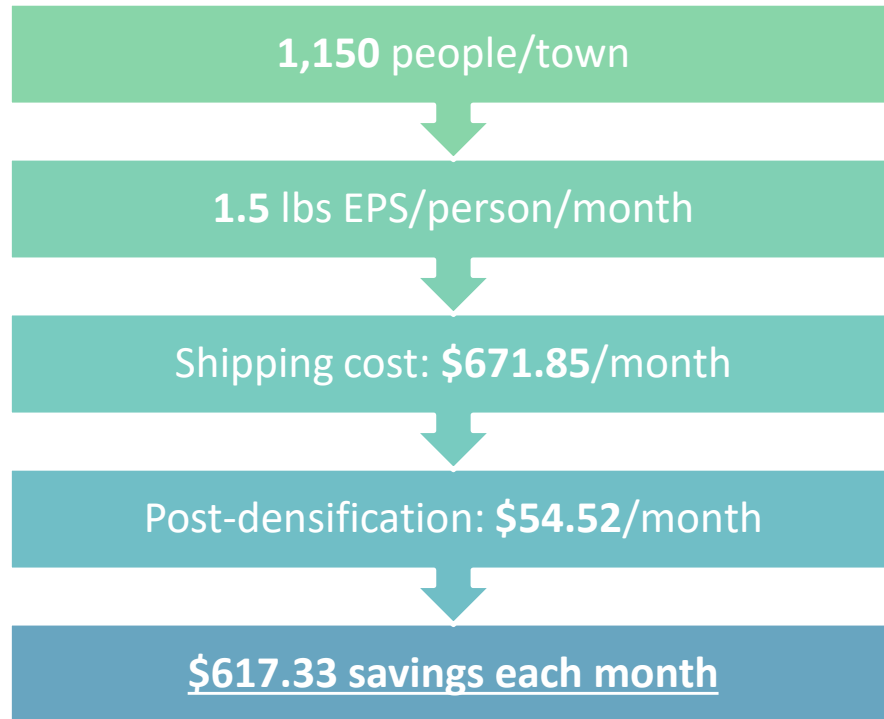 1,150 people/town
1.5 lbs EPS/person/month
Shipping cost: $671.85/month
Post-densification: $54.52/month
$617.33 savings each month